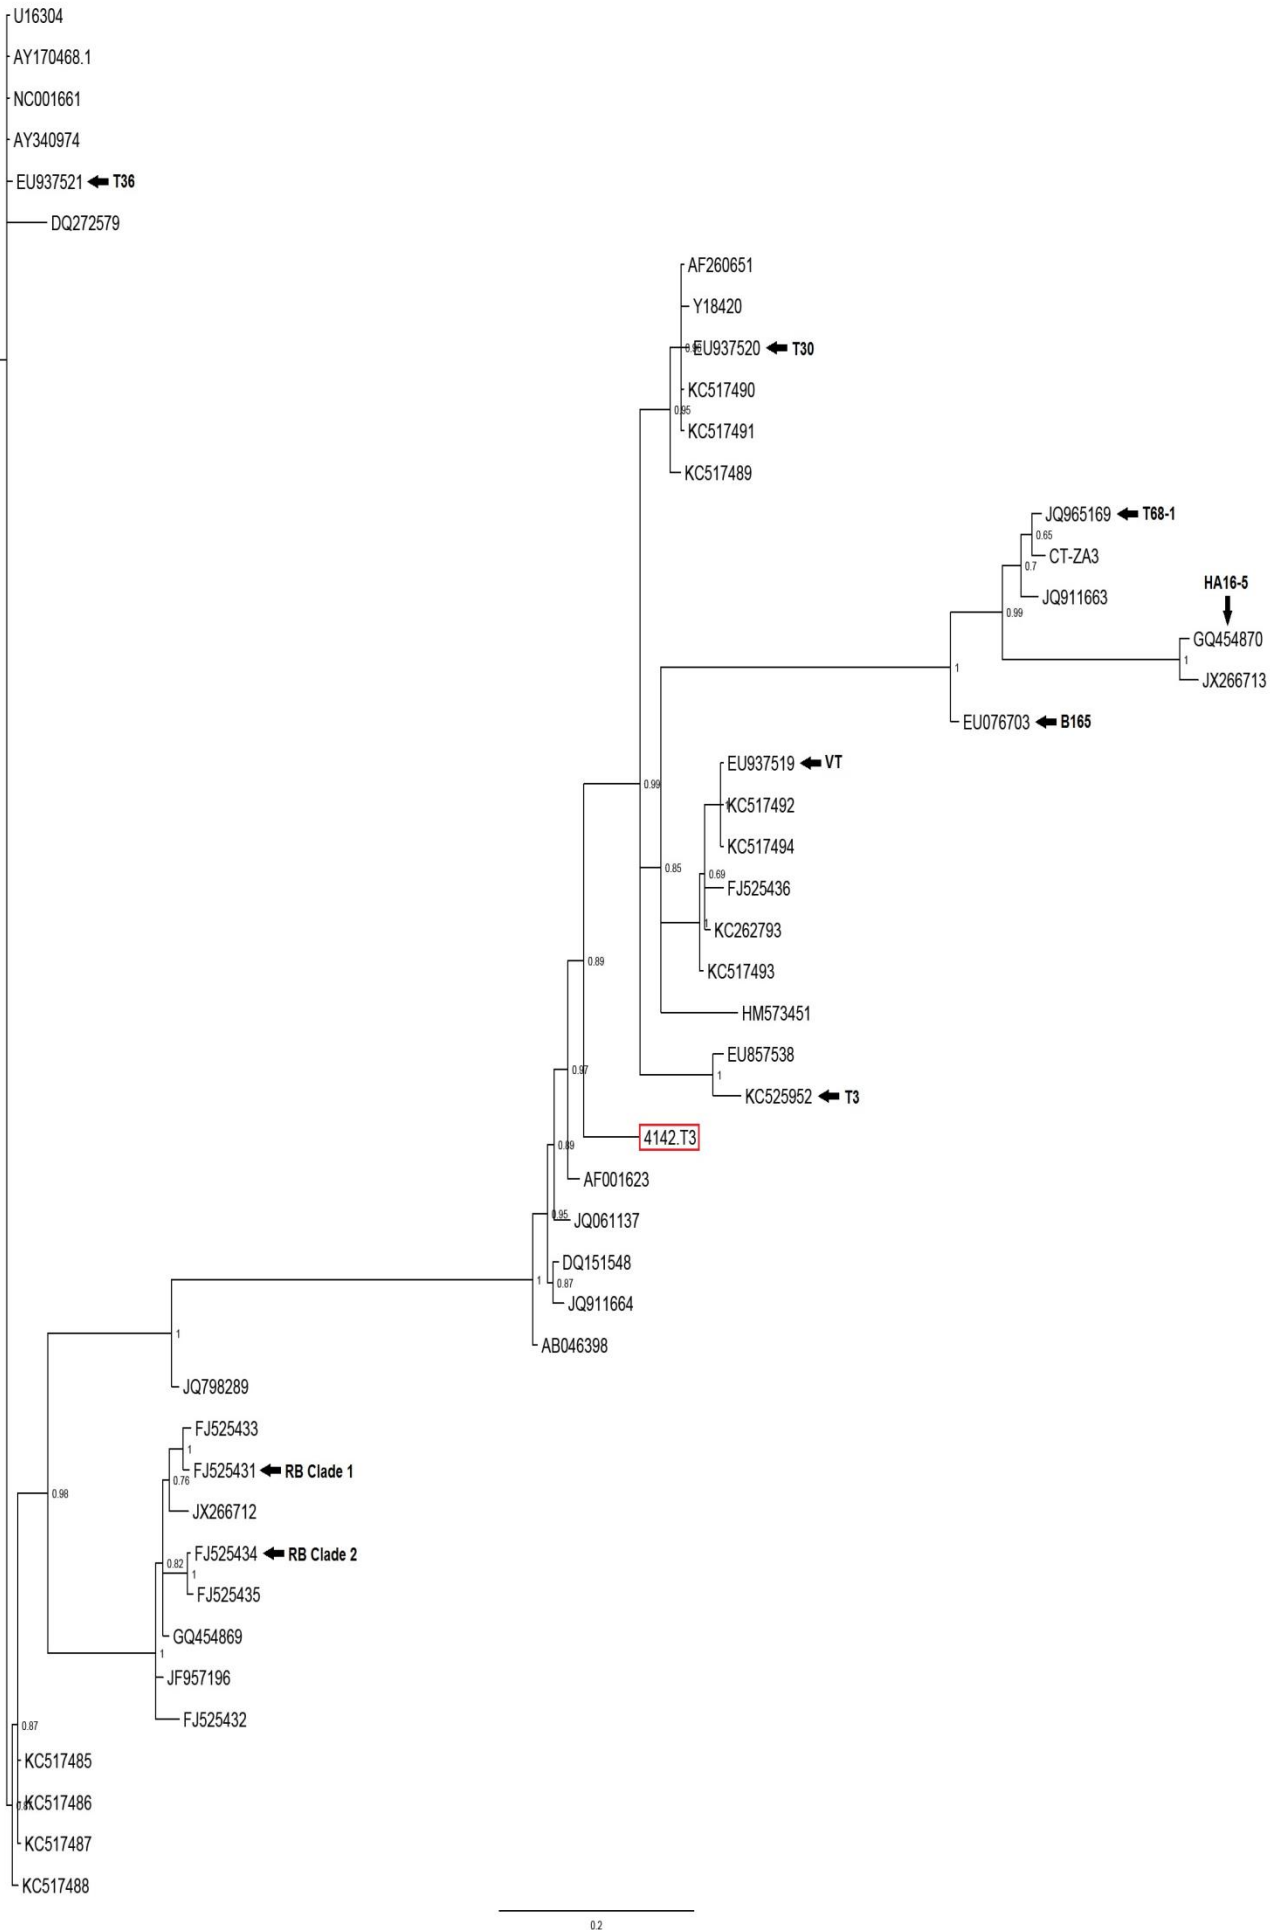 U16304
AY170468.1
NC001661
AY340974
EU937521 T36
DQ272579
AF260651
Y18420
EU937520 T30
KC517490
0.95
KC517491
KC517489
JQ965169 T68-1
0.65
CT-ZA3
0.7
HA16-5
JQ911663
0.99
GQ454870
1
JX266713
1
EU076703 B165
EU937519 VT
0.99
KC517492
KC517494
0.85
0.69
FJ525436
1
KC262793
0.89
KC517493
HM573451
EU857538
0.97
1
KC525952 T3
4142.T3
0.89
AF001623
0.95
JQ061137
DQ151548
1
0.87
JQ911664
AB046398
1
JQ798289
FJ525433
1
FJ525431 RB Clade 1
0.76
0.98
JX266712
FJ525434 RB Clade 2
0.82
1
FJ525435
GQ454869
1
JF957196
FJ525432
0.87
KC517485
KC517486
KC517487
KC517488
0.2